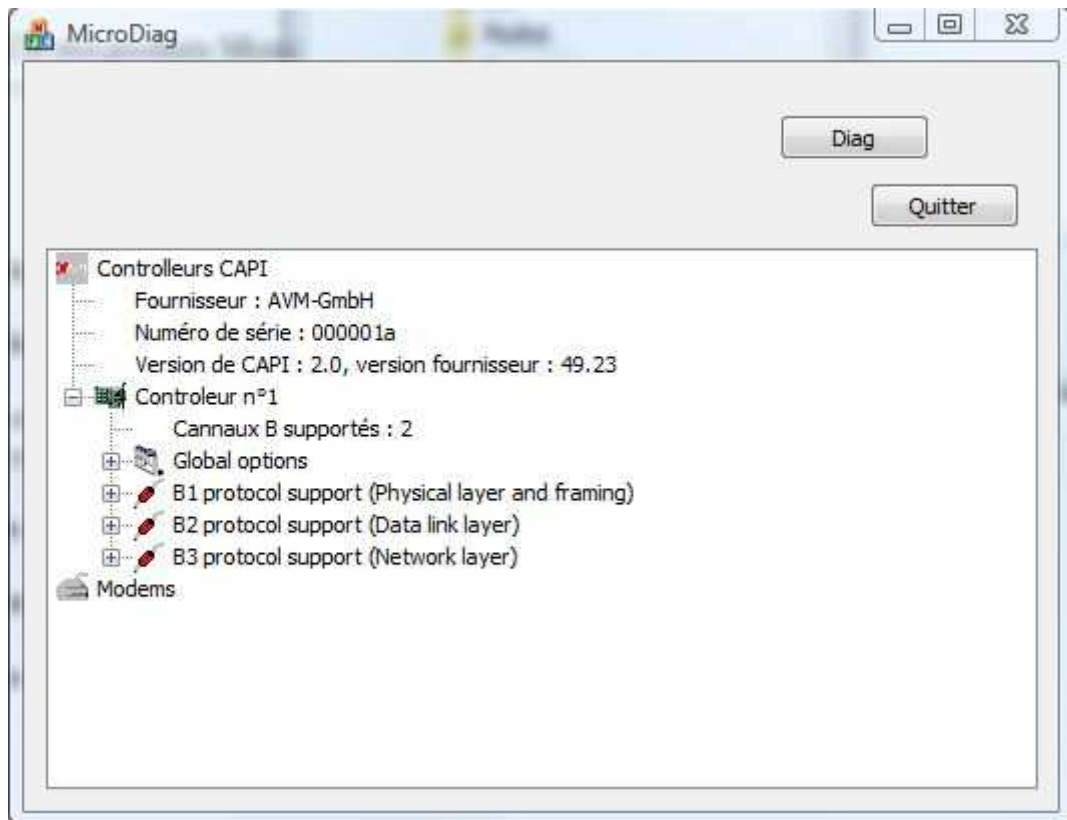 MicroDiag
Diag
Quitter
Controlleurs CAPI
Fournisseur : AVM-GmbH
Numéro de série : 000001a
Version de CAPI : 2.0, version fournisseur : 49.23
Controleur n°1
Cannaux B supportés : 2
Global options
B1 protocol support (Physical layer and framing)
B2 protocol support (Data link layer)
B3 protocol support (Network layer)
Modems